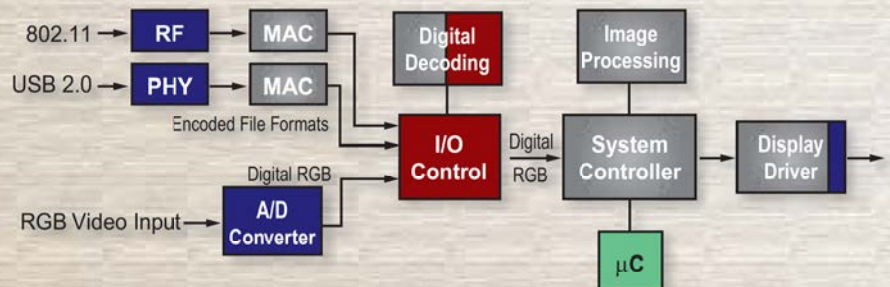 802.11
RF
MAC
Digital
Decoding
Image
Processing
USB 2.0
PHY
MAC
Encoded File Formats
I/O
Control
Digital
RGB
System
Controller
Display
Driver
Digital RGB
RGB Video Input
A/D
Converter
μC